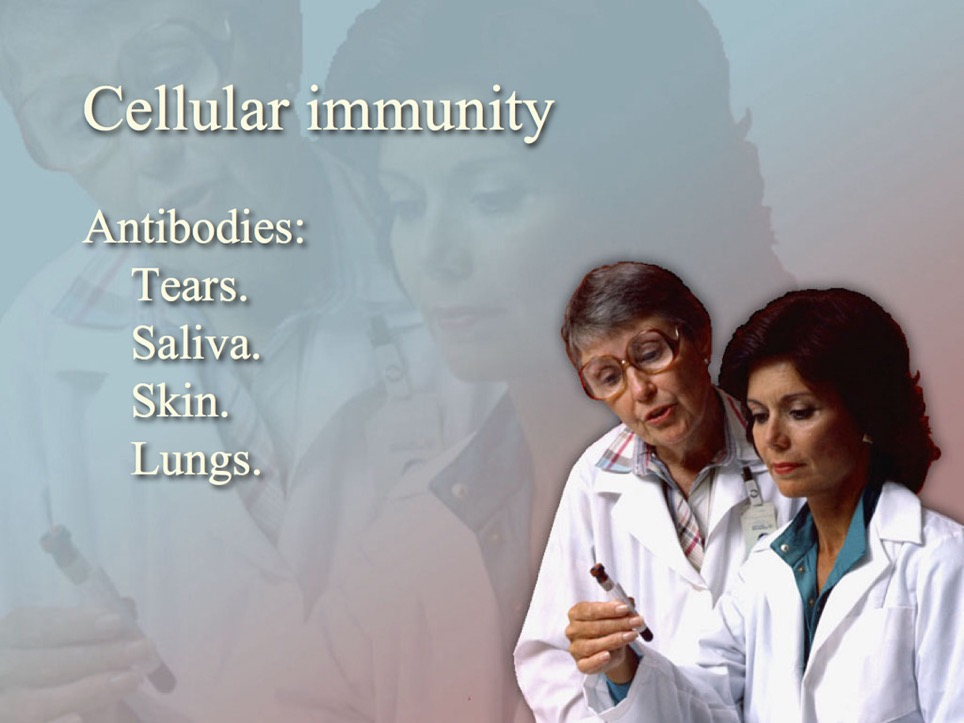 Cellular immunity
Antibodies:
Tears.
Saliva.
Skin.
Lungs.